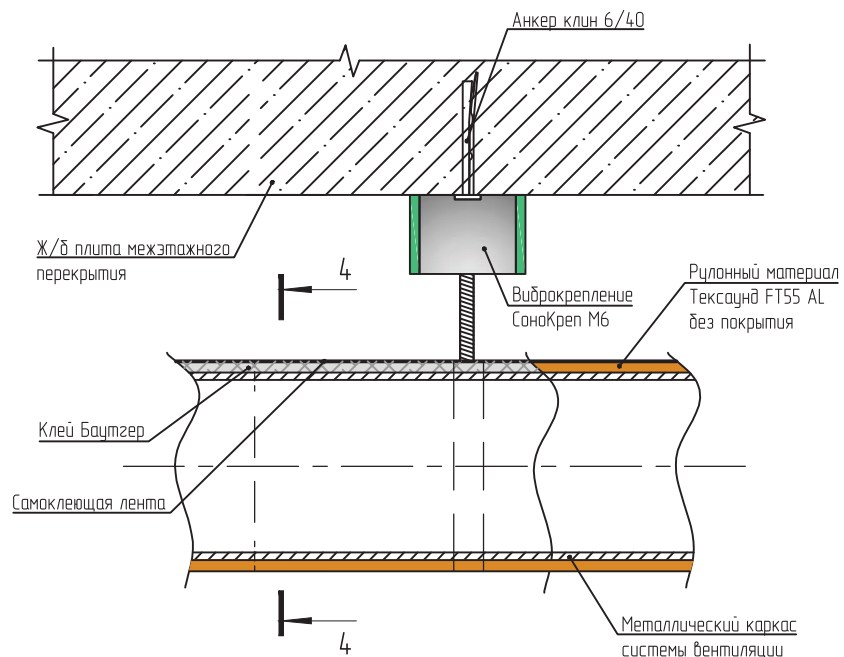 Анкер клин 6/40
Ж/б плита межэтажного
перекрытия
4
Виброкрепление
СоноКреп М6
Рулонный материал
Тексаунд FT55 AL
без покрытия
Клей Баутгер
Самоклеющая лента
4
Металлический каркас
системы вентиляции